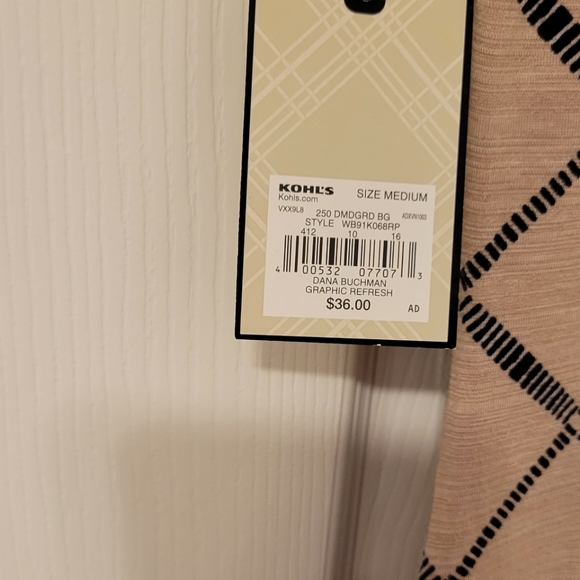 KOHL'S SIZE MEDIUM
Kohls.com
VXX9L8 250 DMDGRD BG
STYLE WB91K068RP
412 10 16
4 00532 07707 3
DANA BUCHMAN
GRAPHIC REFRESH
$36.00 AD